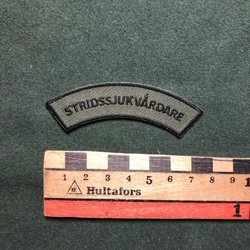 STRIDSSJUKVÅRDARE
1 2 3 4 5 6 7 8 9
Hultafors